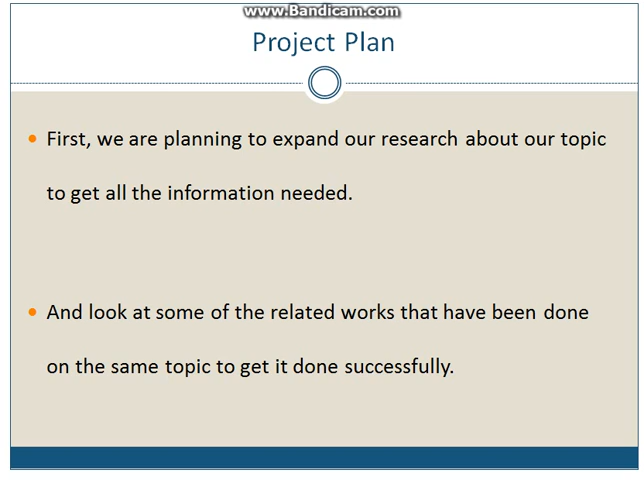 www.Bandicam.com
Project Plan
First, we are planning to expand our research about our topic
to get all the information needed.
And look at some of the related works that have been done
on the same topic to get it done successfully.